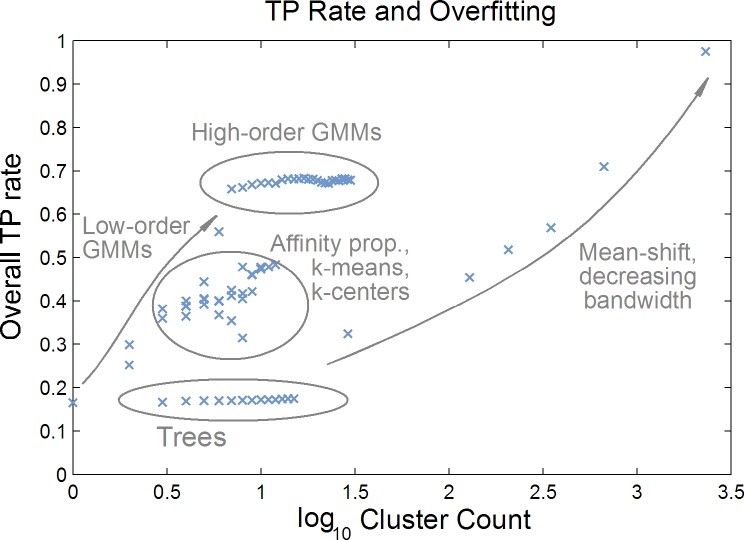 TP Rate and Overfitting
Overall TP rate
1
0.9
0.8
0.7
0.6
0.5
0.4
0.3
0.2
0.1
0
High-order GMMs
Low-order
GMMs
Affinity prop.,
k-means,
k-centers
Mean-shift,
decreasing
bandwidth
Trees
0 0.5 1 1.5 2 2.5 3 3.5
log10 Cluster Count